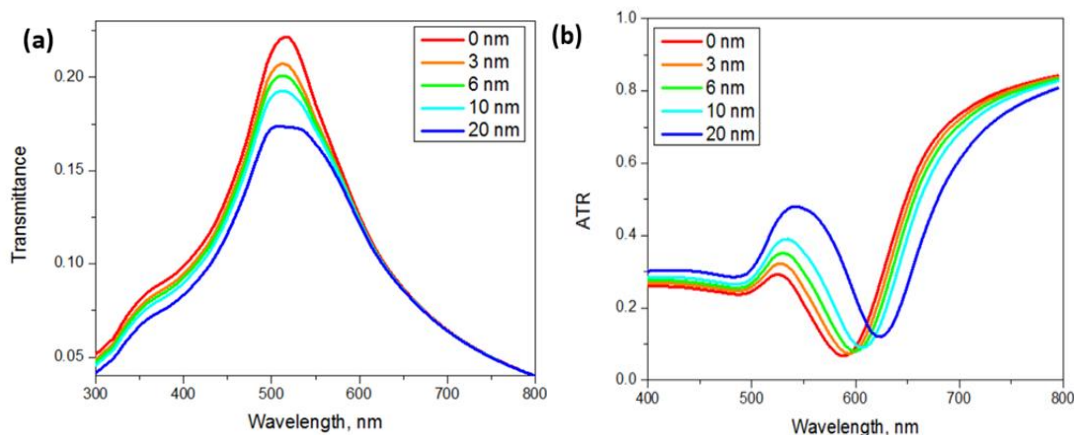 (a)
0 nm
3 nm
6 nm
10 nm
20 nm
0.20
0.15
0.10
0.05
Transmittance
300 400 500 600 700 800
Wavelength, nm
(b)
0 nm
3 nm
6 nm
10 nm
20 nm
1.0
0.8
0.6
0.4
0.2
0.0
ATR
400 500 600 700 800
Wavelength, nm